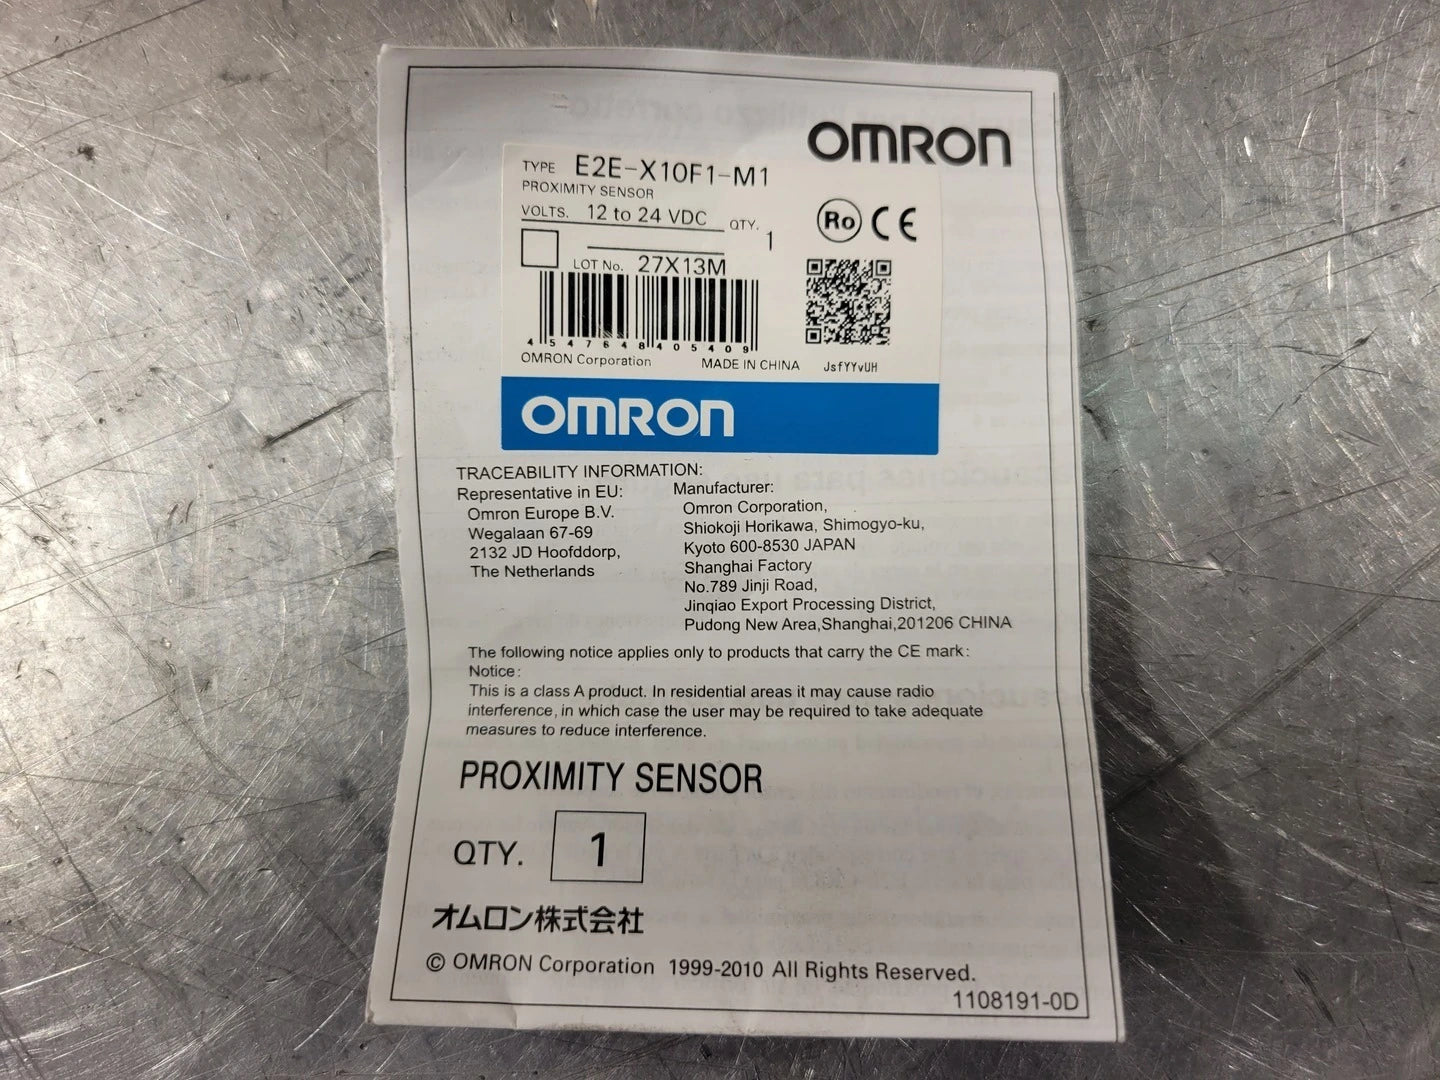 OMRON
TYPE E2E-X10F1-M1
PROXIMITY SENSOR
VOLTS. 12 to 24 VDC QTY. 1
LOT No. 27X13M
4547648405409
OMRON Corporation MADE IN CHINA JsfYYvUH
Ro CE
OMRON
TRACEABILITY INFORMATION:
Representative in EU:
Omron Europe B.V.
Wegalaan 67-69
2132 JD Hoofddorp,
The Netherlands
Manufacturer:
Omron Corporation,
Shiokoji Horikawa, Shimogyo-ku,
Kyoto 600-8530 JAPAN
Shanghai Factory
No.789 Jinji Road,
Jinqiao Export Processing District,
Pudong New Area,Shanghai,201206 CHINA
The following notice applies only to products that carry the CE mark:
Notice:
This is a class A product. In residential areas it may cause radio
interference, in which case the user may be required to take adequate
measures to reduce interference.
PROXIMITY SENSOR
QTY. 1
オムロン株式会社
© OMRON Corporation 1999-2010 All Rights Reserved.
1108191-0D